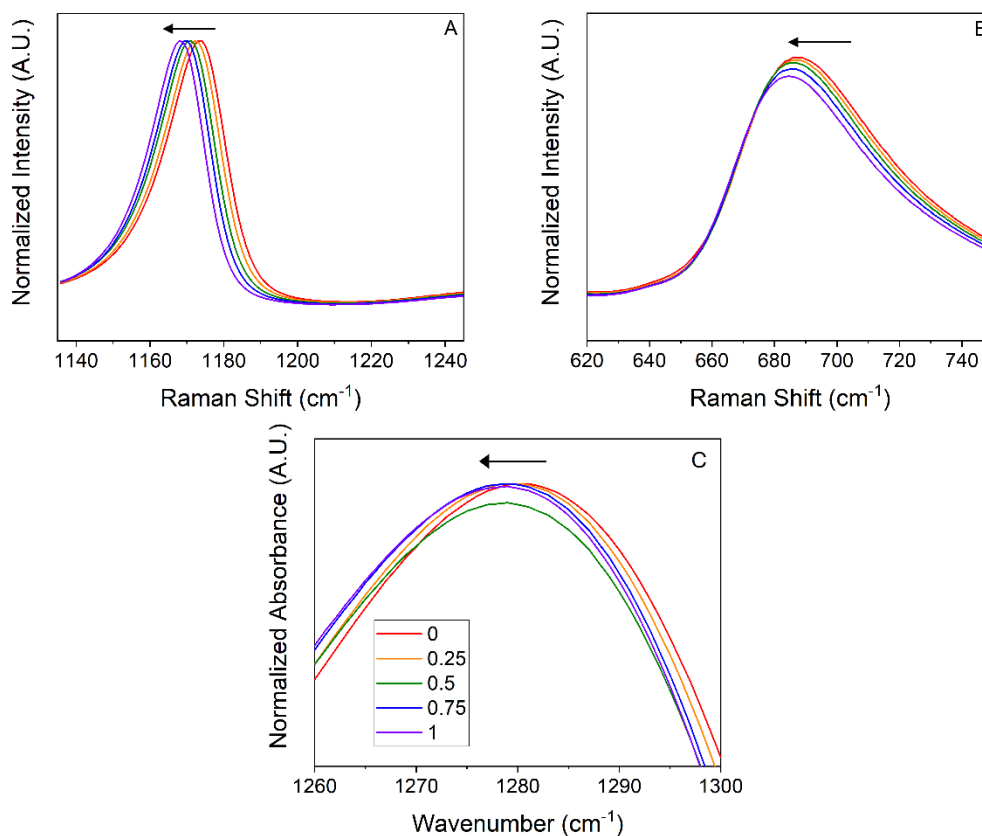 A
Normalized Intensity (A.U.)
1140 1160 1180 1200 1220 1240
Raman Shift (cm⁻¹)
Normalized Intensity (A.U.)
620 640 660 680 700 720 740
Raman Shift (cm⁻¹)
C
Normalized Absorbance (A.U.)
0
0.25
0.5
0.75
1
1260 1270 1280 1290 1300
Wavenumber (cm⁻¹)